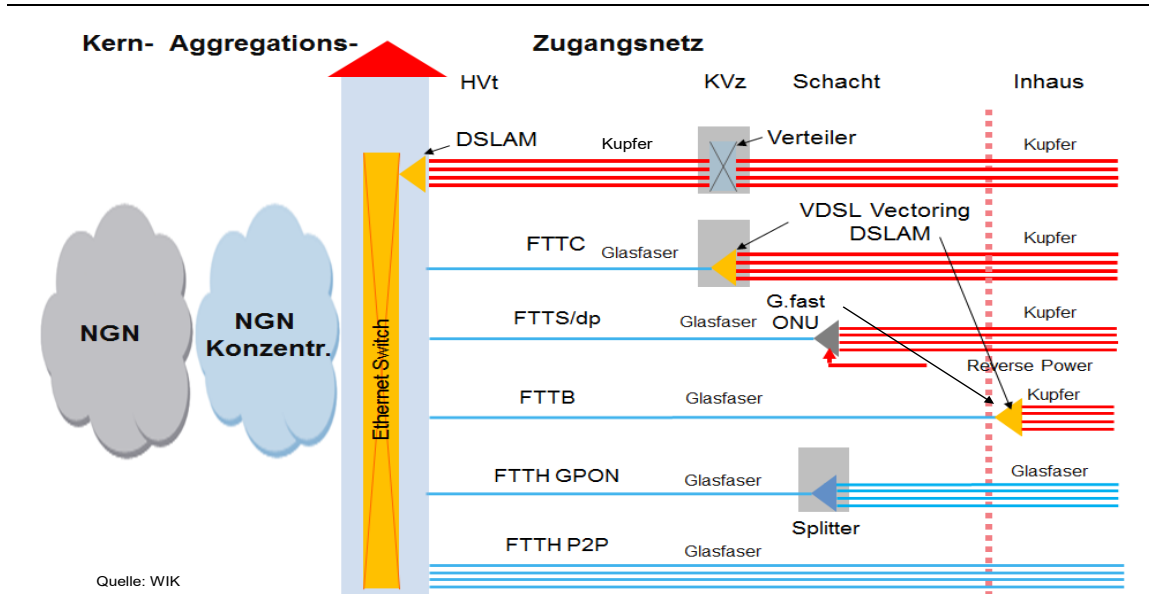 Kern- Aggregations- Zugangsnetz
HVt KVz Schacht Inhaus
DSLAM Kupfer Verteiler Kupfer
VDSL Vectoring
DSLAM
FTTC Glasfaser Kupfer
G.fast
ONU
FTTS/dp Glasfaser Kupfer
Reverse Power
NGN
NGN
Konzentr.
Ethernet Switch
FTTB Glasfaser Kupfer
FTTH GPON Glasfaser Glasfaser
Splitter
FTTH P2P Glasfaser
Quelle: WIK